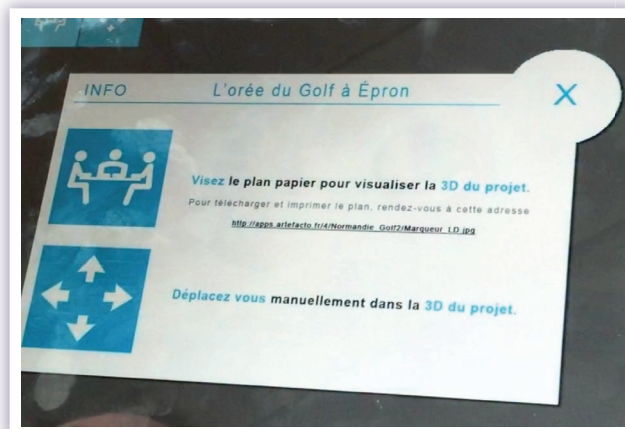 INFO L'orée du Golf à Épron X
Visez le plan papier pour visualiser la 3D du projet.
Pour télécharger et imprimer le plan, rendez-vous à cette adresse
http://apps.artefacto.fr/4/Normandie_Golf2/Marqueur_LD.jpg
Déplacez vous manuellement dans la 3D du projet.